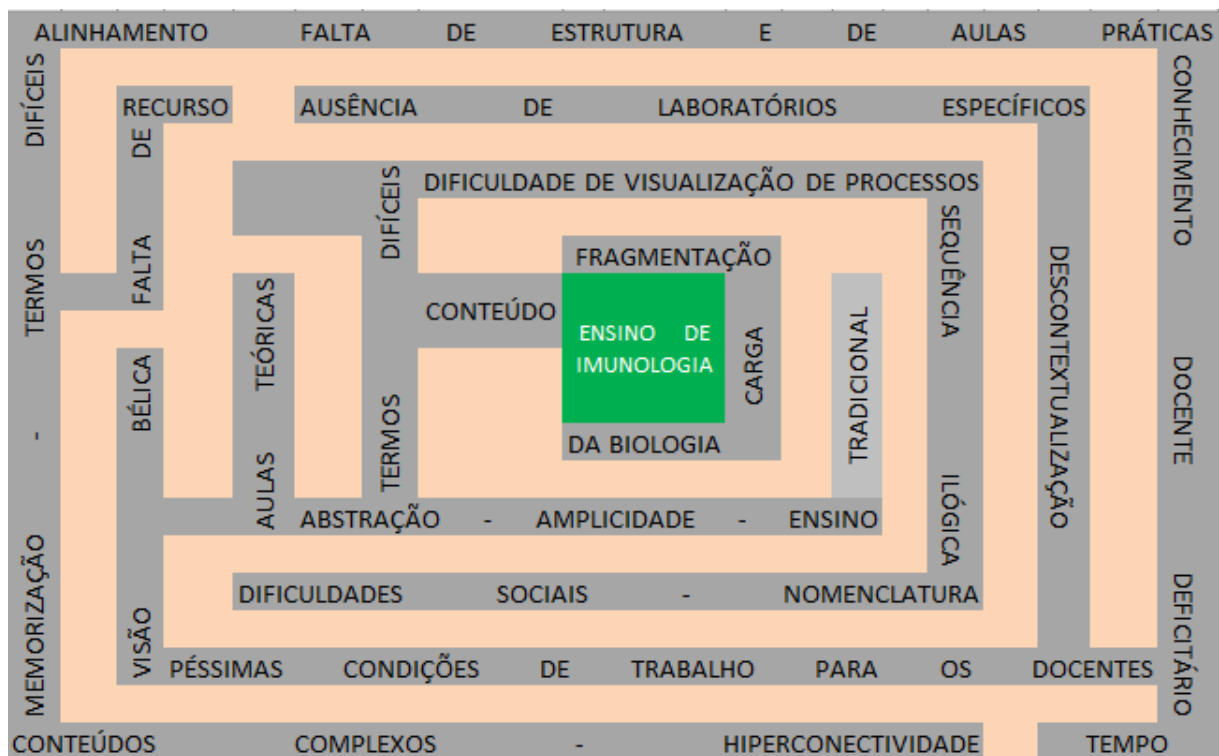 ALINHAMENTO FALTA DE ESTRUTURA E DE AULAS PRÁTICAS
MEMORIZAÇÃO - TERMOS DIFÍCEIS
CONHECIMENTO DOCENTE DEFICITÁRIO
RECURSO
AUSÊNCIA DE LABORATÓRIOS ESPECÍFICOS
FALTA DE
DESCONTEXTUALIZAÇÃO
DIFICULDADE DE VISUALIZAÇÃO DE PROCESSOS
TERMOS DIFÍCEIS
SEQUÊNCIA ILÓGICA
FRAGMENTAÇÃO
CONTEÚDO
ENSINO DE
IMUNOLOGIA
CARGA
TRADICIONAL
DA BIOLOGIA
AULAS TEÓRICAS
VISÃO BÉLICA
ABSTRAÇÃO - AMPLICIDADE - ENSINO
DIFICULDADES SOCIAIS - NOMENCLATURA
PÉSSIMAS CONDIÇÕES DE TRABALHO PARA OS DOCENTES
CONTEÚDOS COMPLEXOS - HIPERCONECTIVIDADE TEMPO